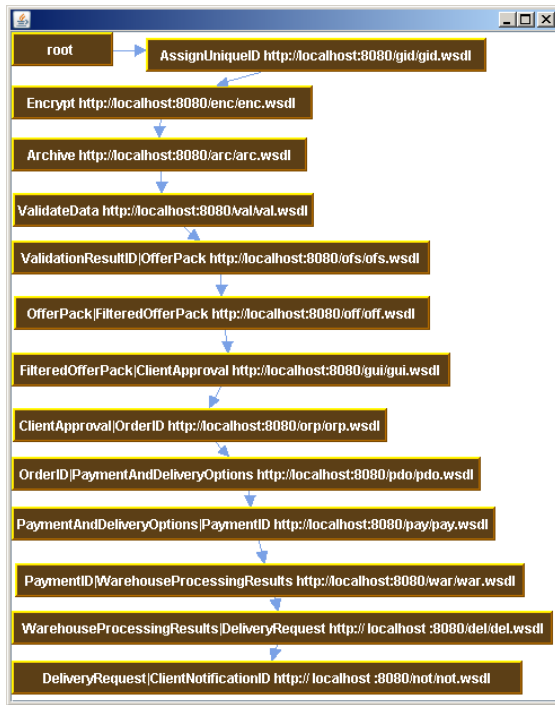 root
AssignUniqueID http://localhost:8080/gid/gid.wsdl
Encrypt http://localhost:8080/enc/enc.wsdl
Archive http://localhost:8080/arc/arc.wsdl
ValidateData http://localhost:8080/val/val.wsdl
ValidationResultID|OfferPack http://localhost:8080/ofs/ofs.wsdl
OfferPack|FilteredOfferPack http://localhost:8080/off/off.wsdl
FilteredOfferPack|ClientApproval http://localhost:8080/gui/gui.wsdl
ClientApproval|OrderID http://localhost:8080/orp/orp.wsdl
OrderID|PaymentAndDeliveryOptions http://localhost:8080/pdo/pdo.wsdl
PaymentAndDeliveryOptions|PaymentID http://localhost:8080/pay/pay.wsdl
PaymentID|WarehouseProcessingResults http://localhost:8080/war/war.wsdl
WarehouseProcessingResults|DeliveryRequest http:// localhost :8080/del/del.wsdl
DeliveryRequest|ClientNotificationID http:// localhost :8080/not/not.wsdl